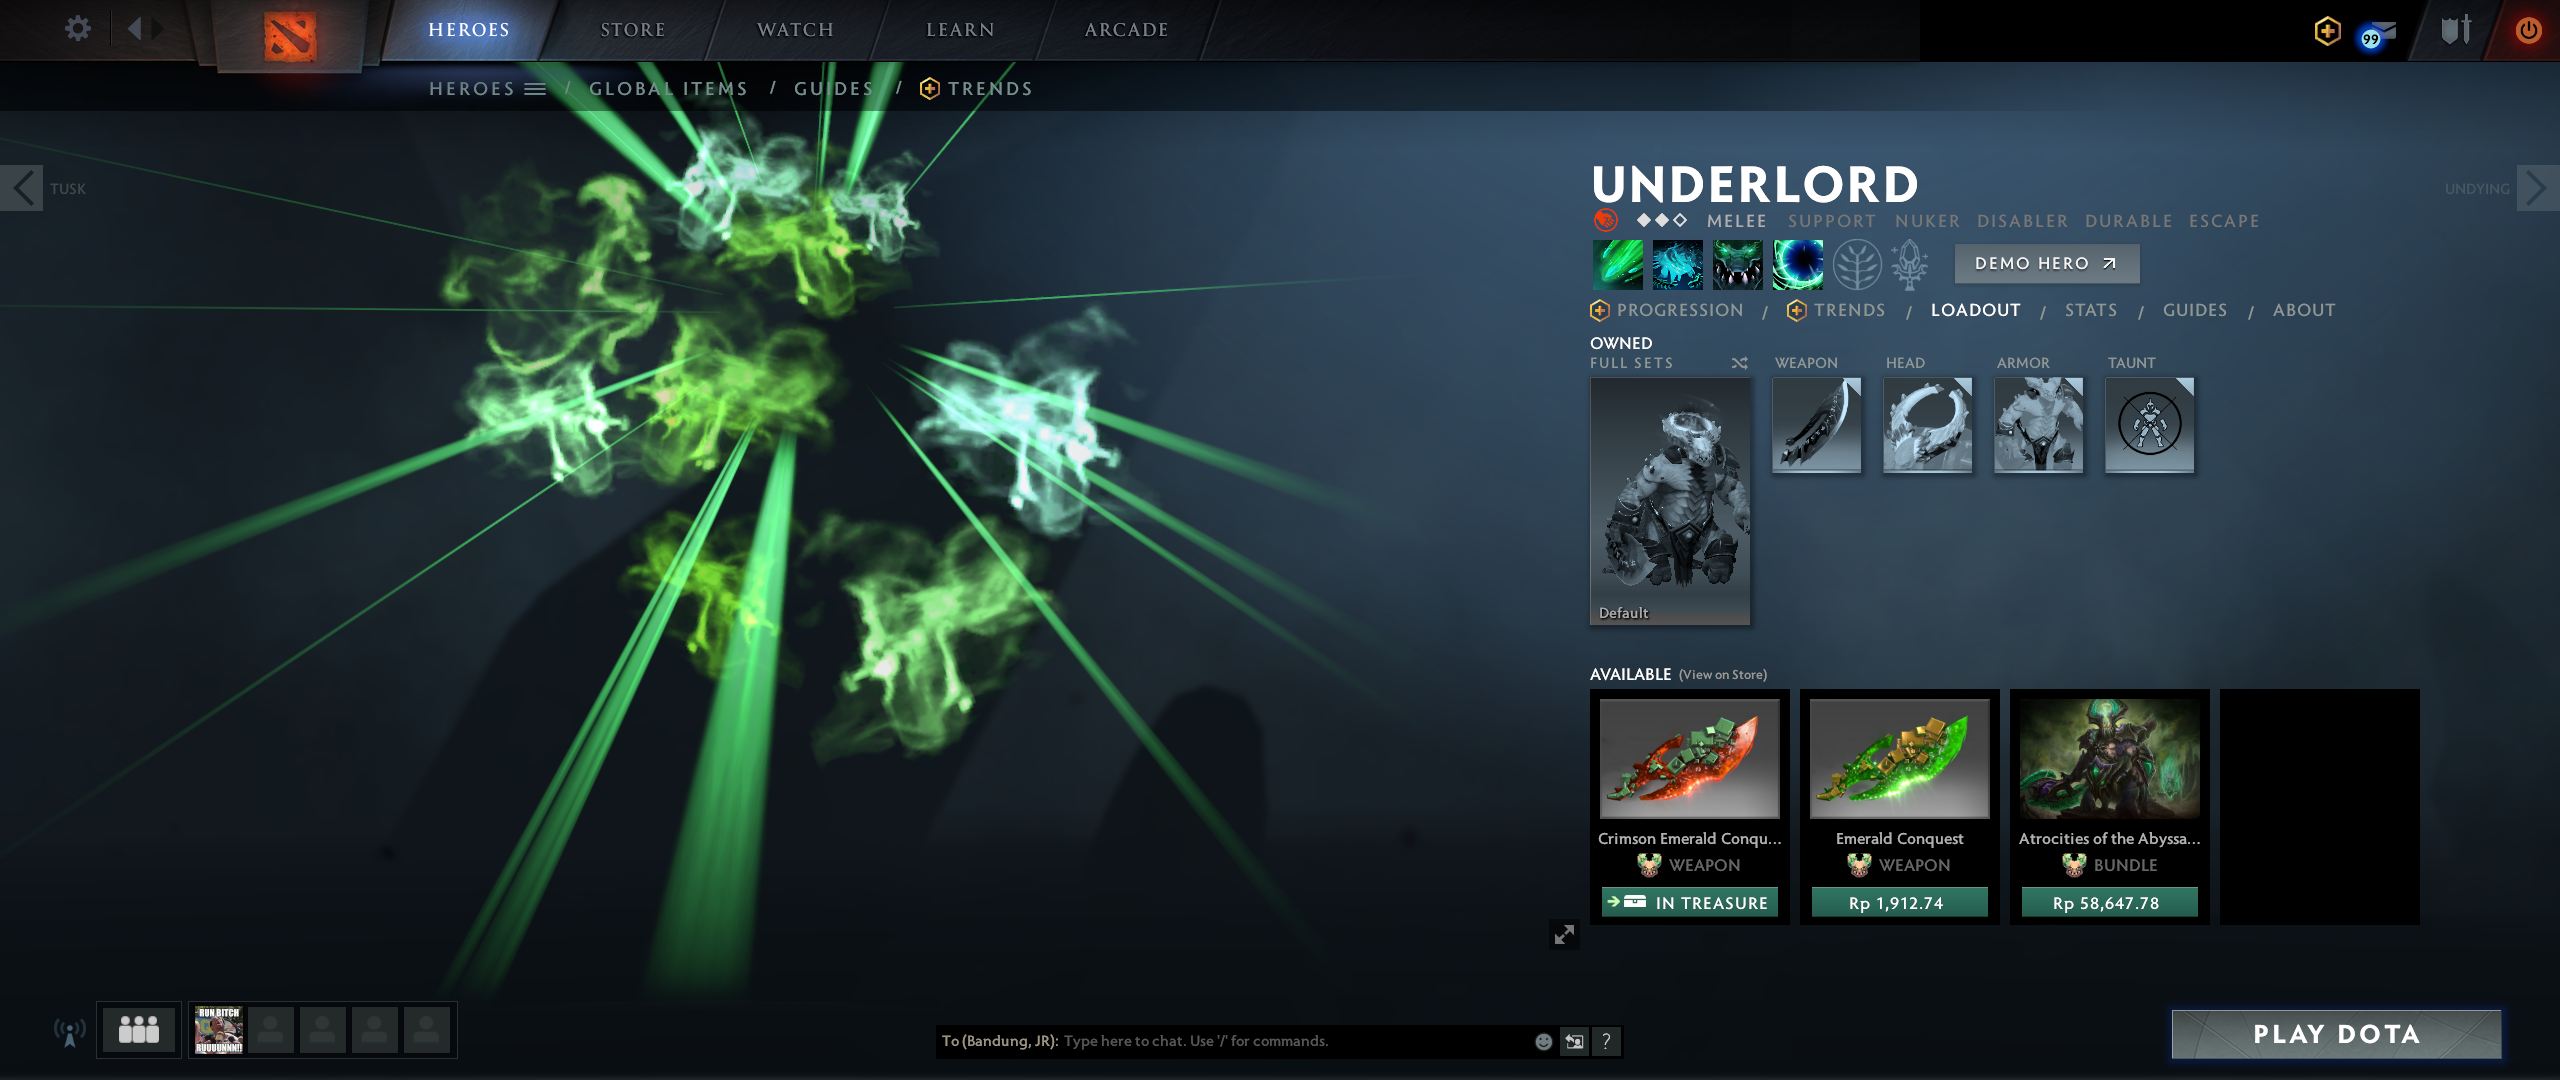 HEROES
STORE
WATCH
LEARN
ARCADE
99
HEROES / GLOBAL ITEMS / GUIDES / TRENDS
TUSK
UNDYING
UNDERLORD
MELEE SUPPORT NUKER DISABLER DURABLE ESCAPE
DEMO HERO
PROGRESSION / TRENDS / LOADOUT / STATS / GUIDES / ABOUT
OWNED
FULL SETS
WEAPON
HEAD
ARMOR
TAUNT
Default
AVAILABLE (View on Store)
Crimson Emerald Conqu...
WEAPON
IN TREASURE
Emerald Conquest
WEAPON
Rp 1,912.74
Atrocities of the Abyssa...
BUNDLE
Rp 58,647.78
RUN BITCH
RUUUUNNN!!
To (Bandung, JR): Type here to chat. Use '/' for commands.
?
PLAY DOTA